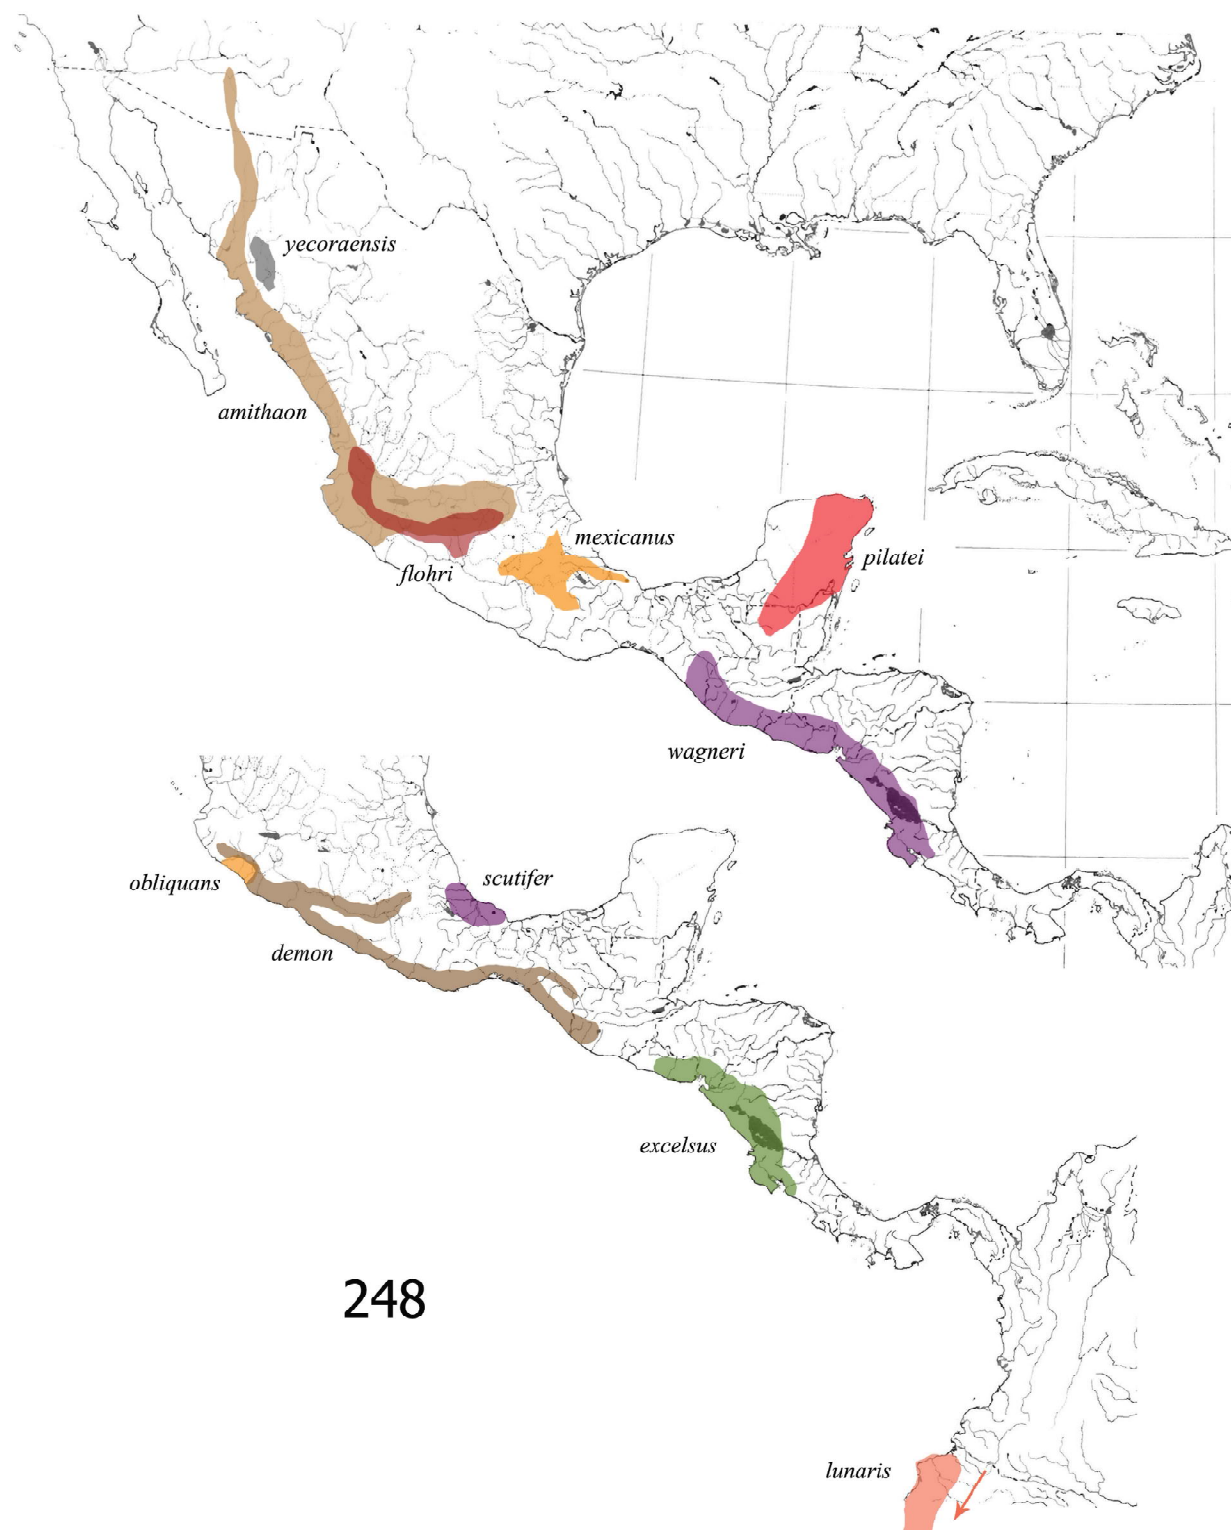 yecoraensis
amithaon
mexicanus
flohri
pilatei
wagneri
obliquans
scutifer
demon
excelsus
248
lunaris